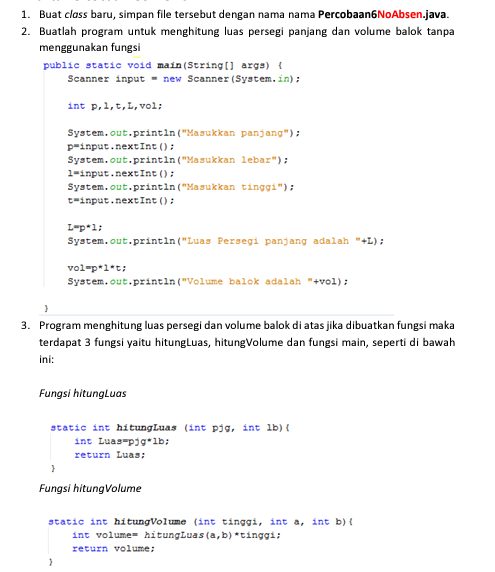 1. Buat class baru, simpan file tersebut dengan nama nama Percobaan6NoAbsen.java.
2. Buatlah program untuk menghitung luas persegi panjang dan volume balok tanpa
menggunakan fungsi
public static void main(String[] args) {
Scanner input = new Scanner(System.in);
int p,l,t,L,vol;
System.out.println("Masukkan panjang");
p=input.nextInt();
System.out.println("Masukkan lebar");
l=input.nextInt();
System.out.println("Masukkan tinggi");
t=input.nextInt();
L=p*l;
System.out.println("Luas Persegi panjang adalah "+L);
vol=p*l*t;
System.out.println("Volume balok adalah "+vol);
}
3. Program menghitung luas persegi dan volume balok di atas jika dibuatkan fungsi maka
terdapat 3 fungsi yaitu hitungLuas, hitungVolume dan fungsi main, seperti di bawah
ini:
Fungsi hitungLuas
static int hitungLuas (int pjg, int lb){
int Luas=pjg*lb;
return Luas;
}
Fungsi hitungVolume
static int hitungVolume (int tinggi, int a, int b){
int volume= hitungLuas(a,b)*tinggi;
return volume;
}